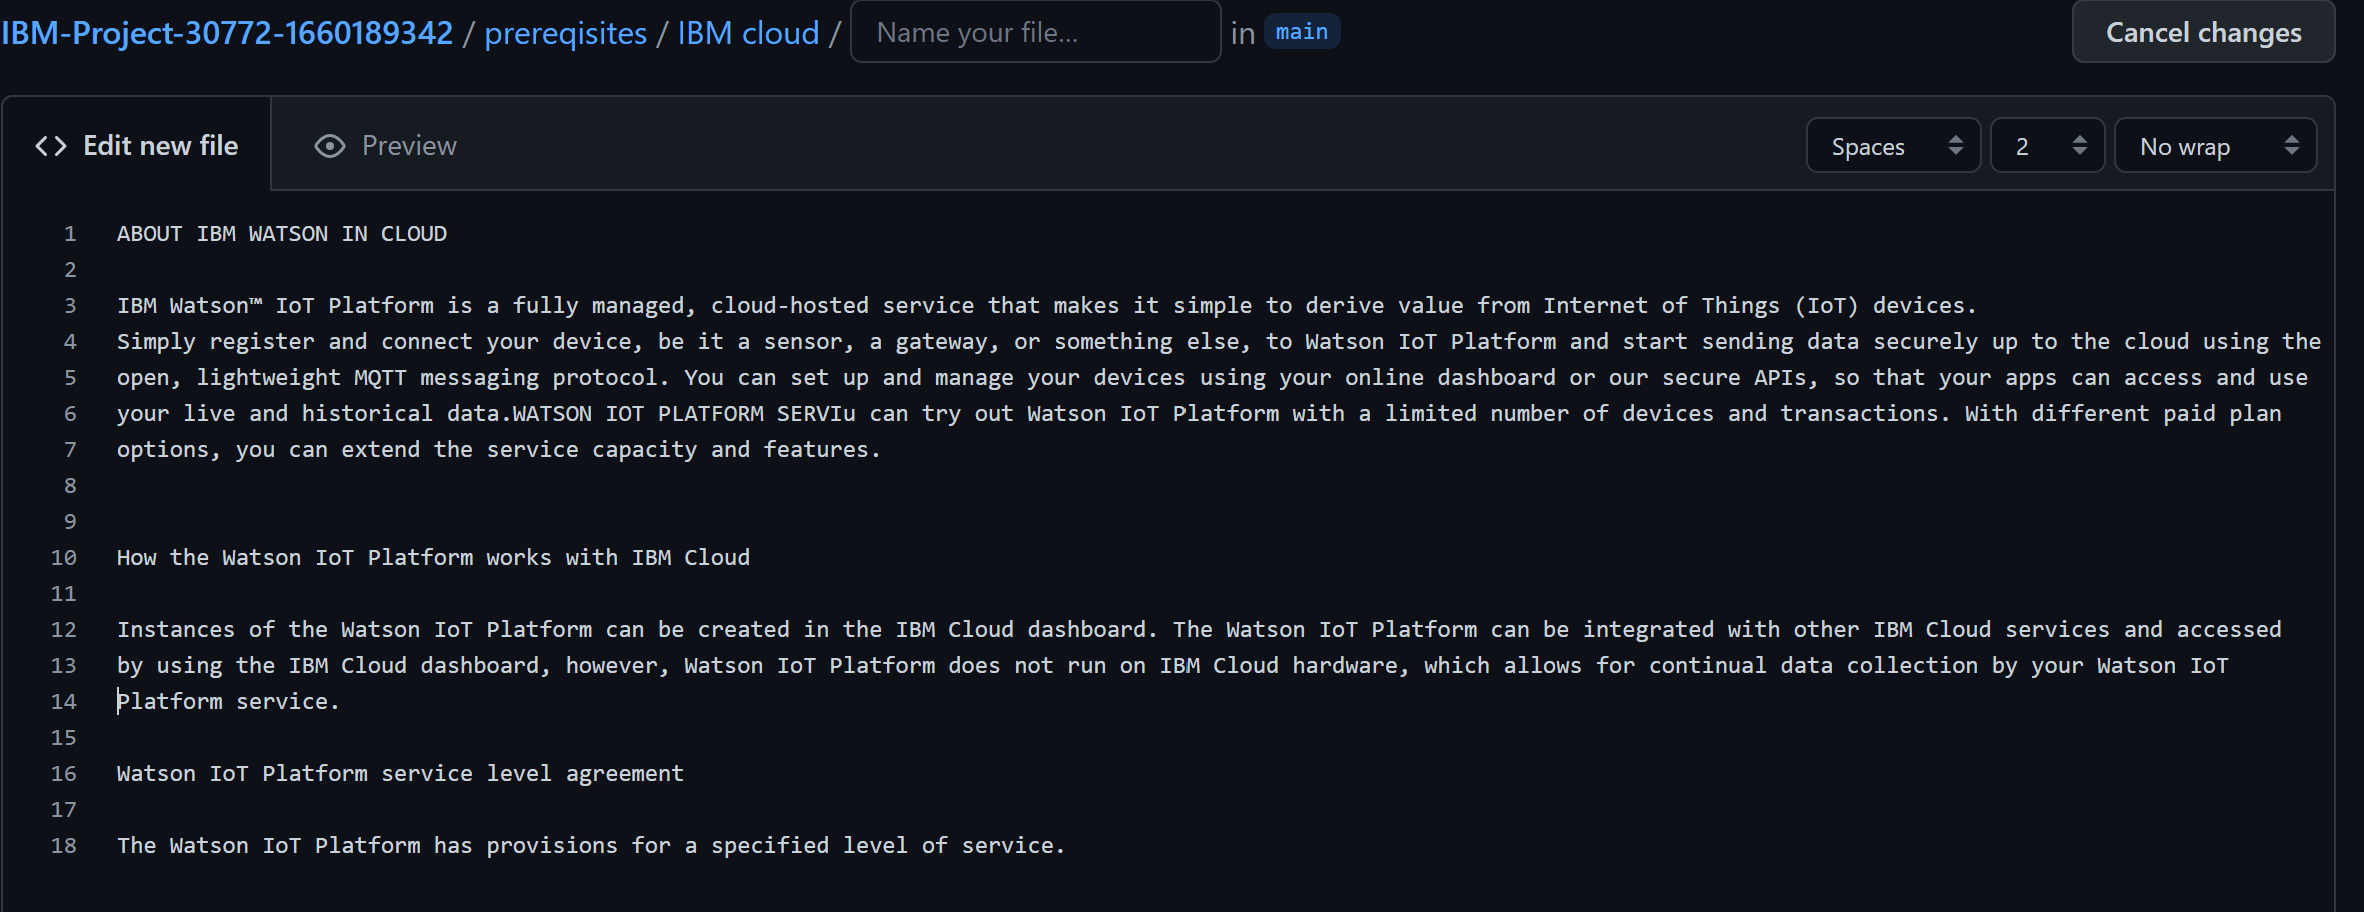 IBM-Project-30772-1660189342 / prereqisites / IBM cloud / Name your file... in main Cancel changes
Edit new file Preview Spaces 2 No wrap
1 ABOUT IBM WATSON IN CLOUD
2
3 IBM Watson™ IoT Platform is a fully managed, cloud-hosted service that makes it simple to derive value from Internet of Things (IoT) devices.
4 Simply register and connect your device, be it a sensor, a gateway, or something else, to Watson IoT Platform and start sending data securely up to the cloud using the
5 open, lightweight MQTT messaging protocol. You can set up and manage your devices using your online dashboard or our secure APIs, so that your apps can access and use
6 your live and historical data.WATSON IOT PLATFORM SERVIu can try out Watson IoT Platform with a limited number of devices and transactions. With different paid plan
7 options, you can extend the service capacity and features.
8
9
10 How the Watson IoT Platform works with IBM Cloud
11
12 Instances of the Watson IoT Platform can be created in the IBM Cloud dashboard. The Watson IoT Platform can be integrated with other IBM Cloud services and accessed
13 by using the IBM Cloud dashboard, however, Watson IoT Platform does not run on IBM Cloud hardware, which allows for continual data collection by your Watson IoT
14 Platform service.
15
16 Watson IoT Platform service level agreement
17
18 The Watson IoT Platform has provisions for a specified level of service.